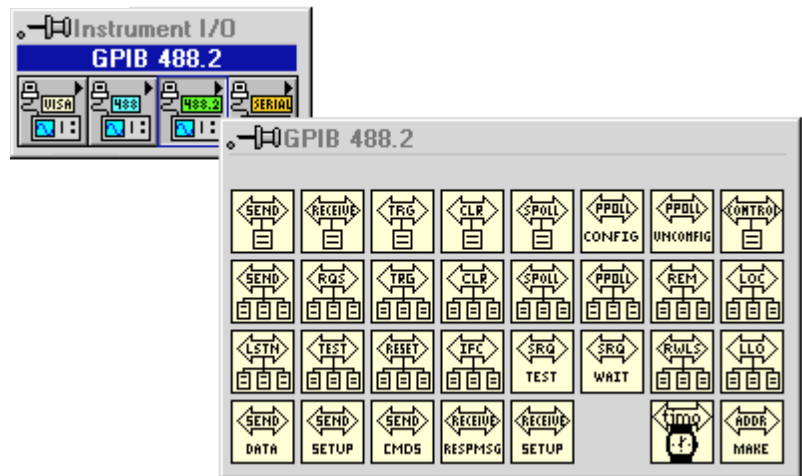 Instrument I/O
GPIB 488.2
VISA 488 488.2 SERIAL
GPIB 488.2
SEND RECEIVE TRG CLR SPOLL PPOLL PPOLL CONTROL
CONFIG UNCONFIG
SEND RQS TRG CLR SPOLL PPOLL REM LOC
LSTN TEST RESET IFC SRQ SRQ RWLS LLO
TEST WAIT
SEND SEND SEND RECEIVE RECEIVE time ADDR
DATA SETUP CMDS RESPMSG SETUP MAKE